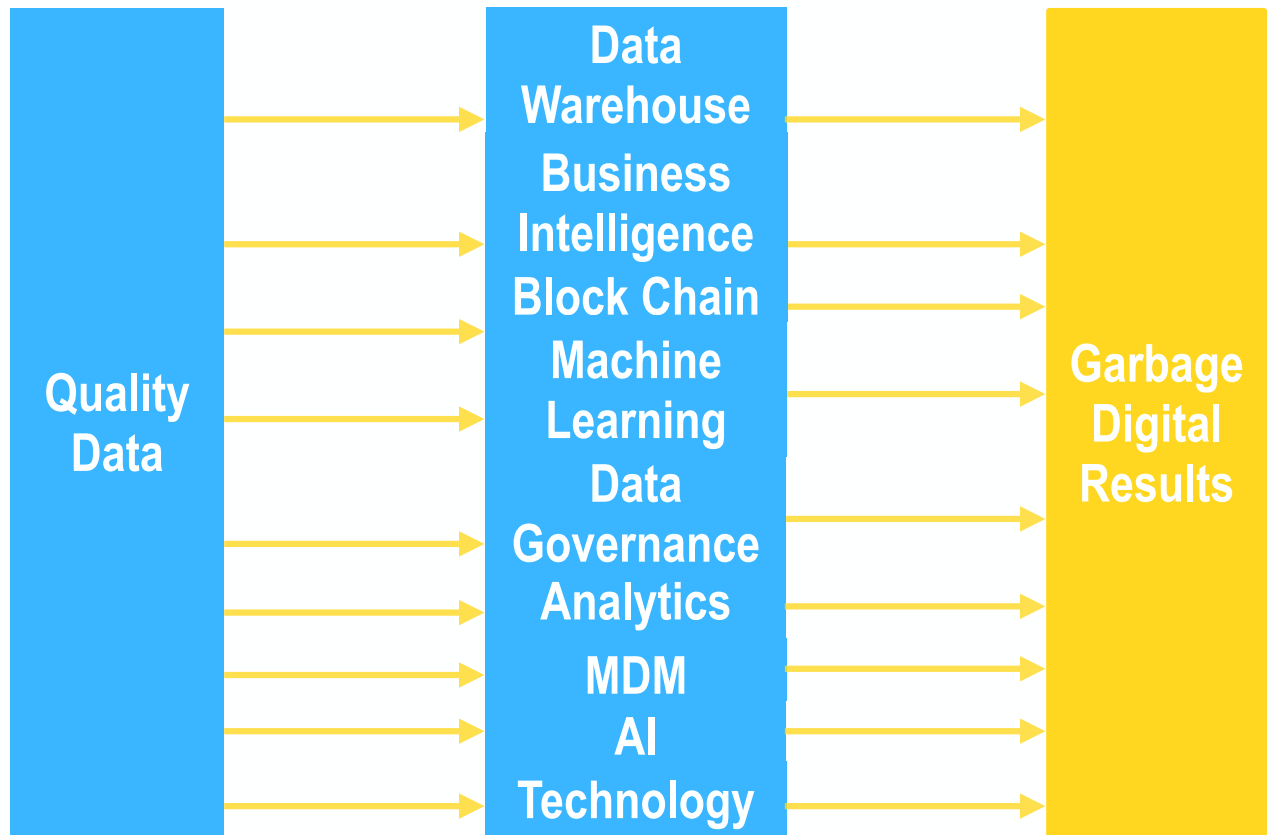 Quality
Data
Data
Warehouse
Business
Intelligence
Block Chain
Machine
Learning
Data
Governance
Analytics
MDM
AI
Technology
Garbage
Digital
Results